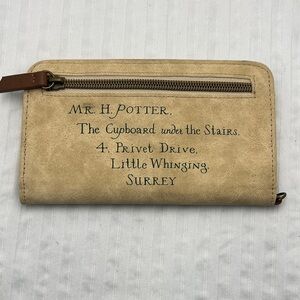 Mr. H. Potter,
The Cupboard under the Stairs,
4, Privet Drive,
Little Whinging,
Surrey